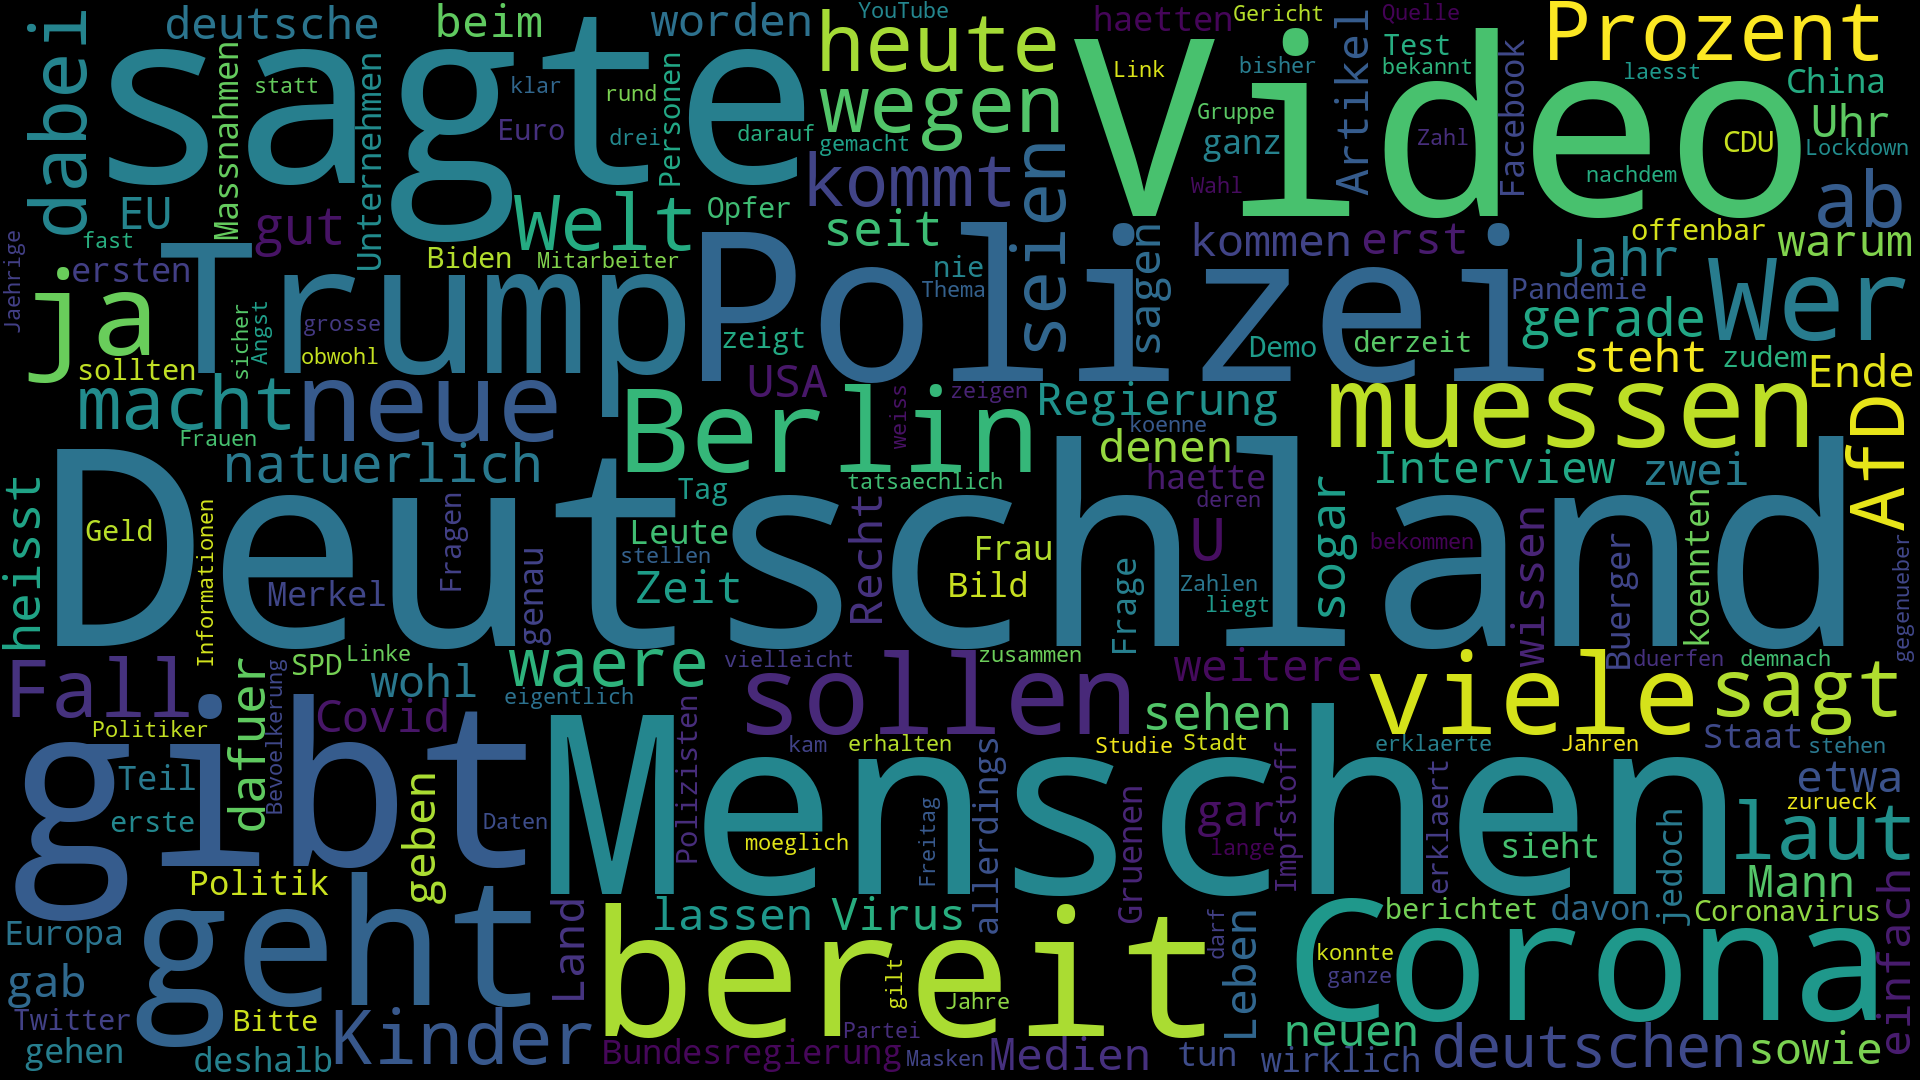 dabei
deutsche
beim
worden
YouTube
heute
haetten
Gericht
Quelle
Prozent
sagte
Video
Massnahmen
statt
Unternehmen
klar
Euro
rund
drei
Personen
darauf
wegen
gemacht
Link
bisher
Gruppe
ganz
Artikel
Zahl
Wahl
Test
bekannt
Facebook
laesst
China
Uhr
CDU
Lockdown
nachdem
ab
EU
gut
Welt
Opfer
kommt
seit
seien
sagen
kommen
erst
offenbar
warum
Jaehrige
fast
ersten
Biden
Mitarbeiter
Trump
Polizei
nie
Thema
Jahr
Pandemie
Wer
ja
sicher
Angst
grosse
obwohl
zeigt
Demo
derzeit
gerade
steht
zudem
Ende
sollten
macht
neue
USA
Berlin
weiss
zeigen
Regierung
koenne
muessen
AfD
Frauen
natuerlich
denen
haette
Interview
zwei
heisst
Deutschland
Tag
tatsaechlich
deren
sogar
Geld
Informationen
Fragen
Leute
stellen
Recht
Frau
Bild
U
bekommen
wissen
koennten
gegenueber
Merkel
genau
Zeit
Frage
Zahlen
liegt
Buerger
Fall
dafuer
Bevoelkerung
SPD
Linke
wohl
waere
eigentlich
vielleicht
zusammen
weitere
duerfen
demnach
viele
sagt
Covid
sollen
sehen
Politiker
gibt
Polizisten
kam
erhalten
Studie
Stadt
erklaerte
Jahren
Staat
stehen
Teil
erste
geben
Daten
Menschen
moeglich
Freitag
allerdings
Gruenen
gar
lange
Impfstoff
erklaert
sieht
jedoch
etwa
zurueck
laut
Politik
geht
Land
lassen
Virus
berichtet
davon
Mann
Coronavirus
einfach
Europa
gab
bereit
gilt
Jahre
darf
Leben
konnte
ganze
Corona
Twitter
Bitte
gehen
deshalb
Kinder
Partei
Bundesregierung
Masken
Medien
tun
neuen
wirklich
deutschen
sowie